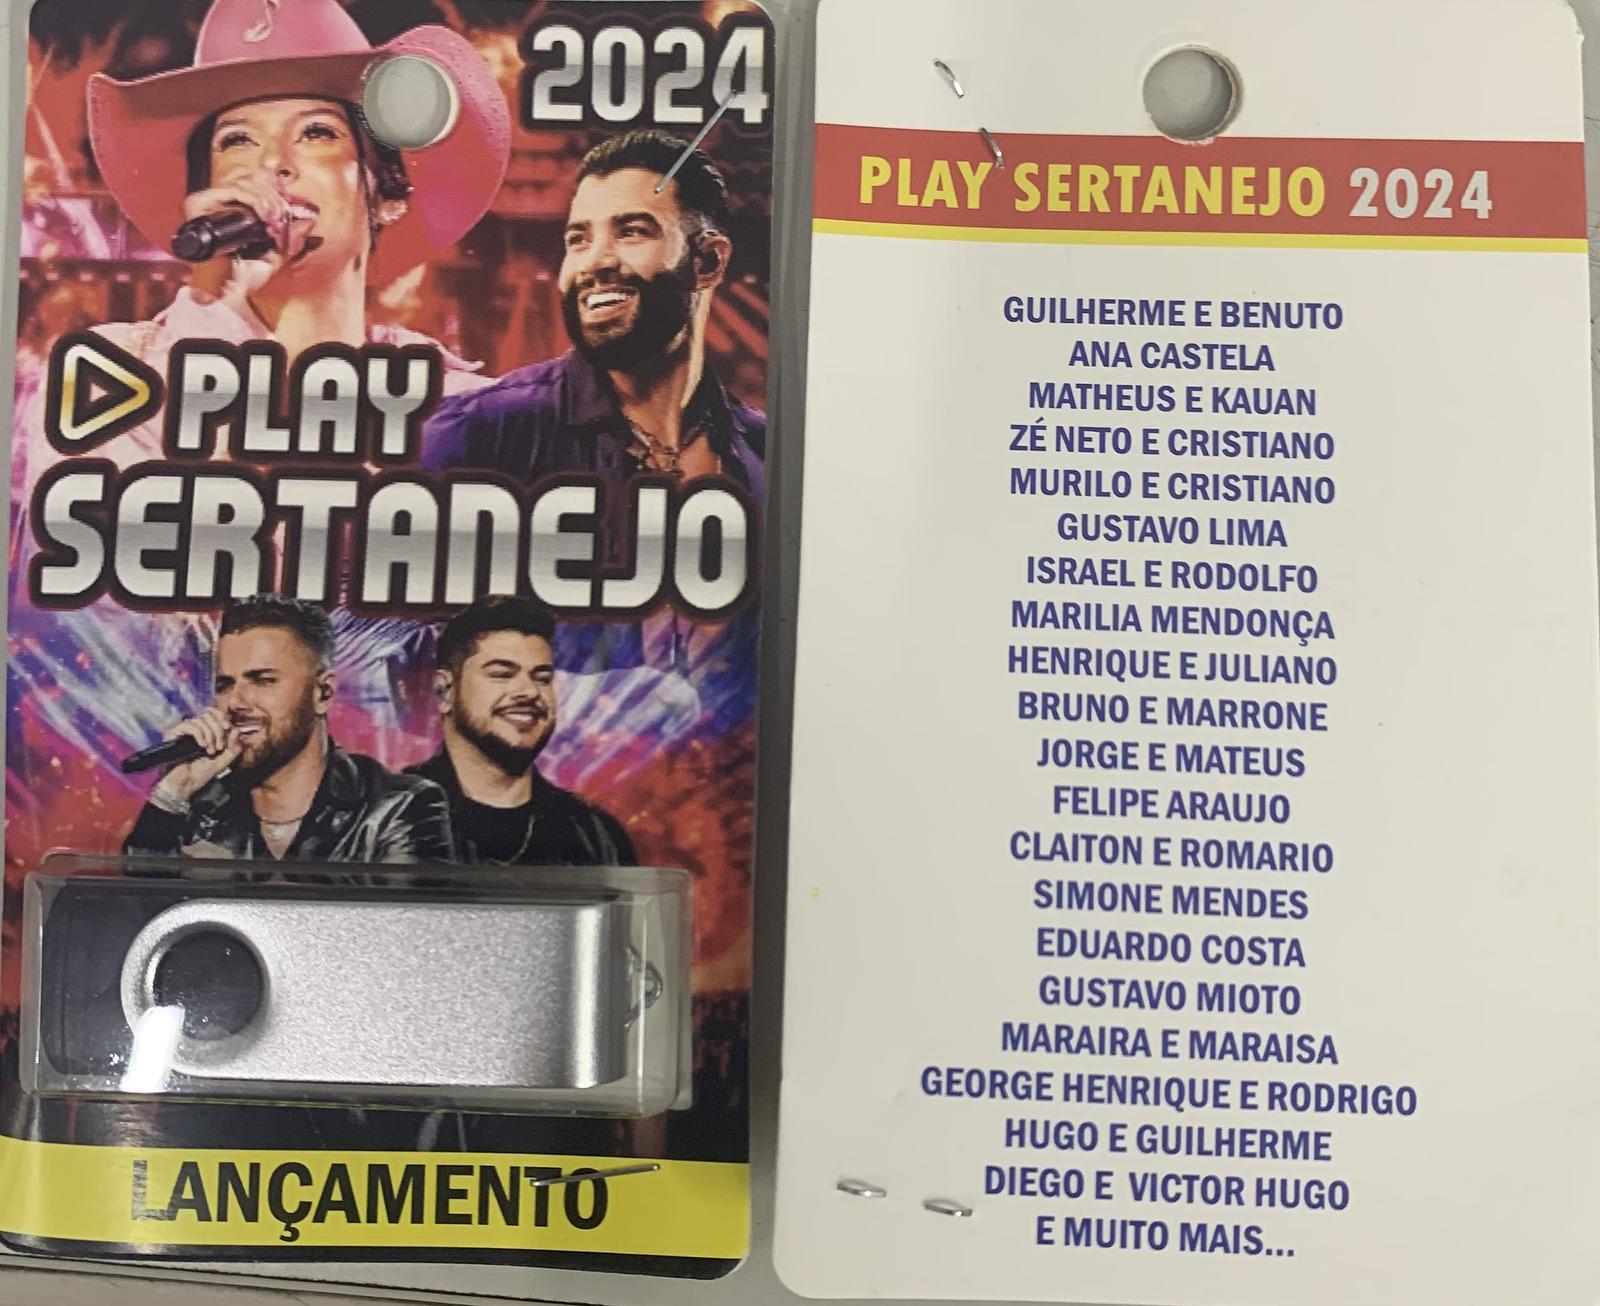 2024
PLAY
SERTANEJO
LANÇAMENTO
PLAY SERTANEJO 2024
GUILHERME E BENUTO
ANA CASTELA
MATHEUS E KAUAN
ZÉ NETO E CRISTIANO
MURILO E CRISTIANO
GUSTAVO LIMA
ISRAEL E RODOLFO
MARILIA MENDONÇA
HENRIQUE E JULIANO
BRUNO E MARRONE
JORGE E MATEUS
FELIPE ARAUJO
CLAITON E ROMARIO
SIMONE MENDES
EDUARDO COSTA
GUSTAVO MIOTO
MARAIRA E MARAISA
GEORGE HENRIQUE E RODRIGO
HUGO E GUILHERME
DIEGO E VICTOR HUGO
E MUITO MAIS...